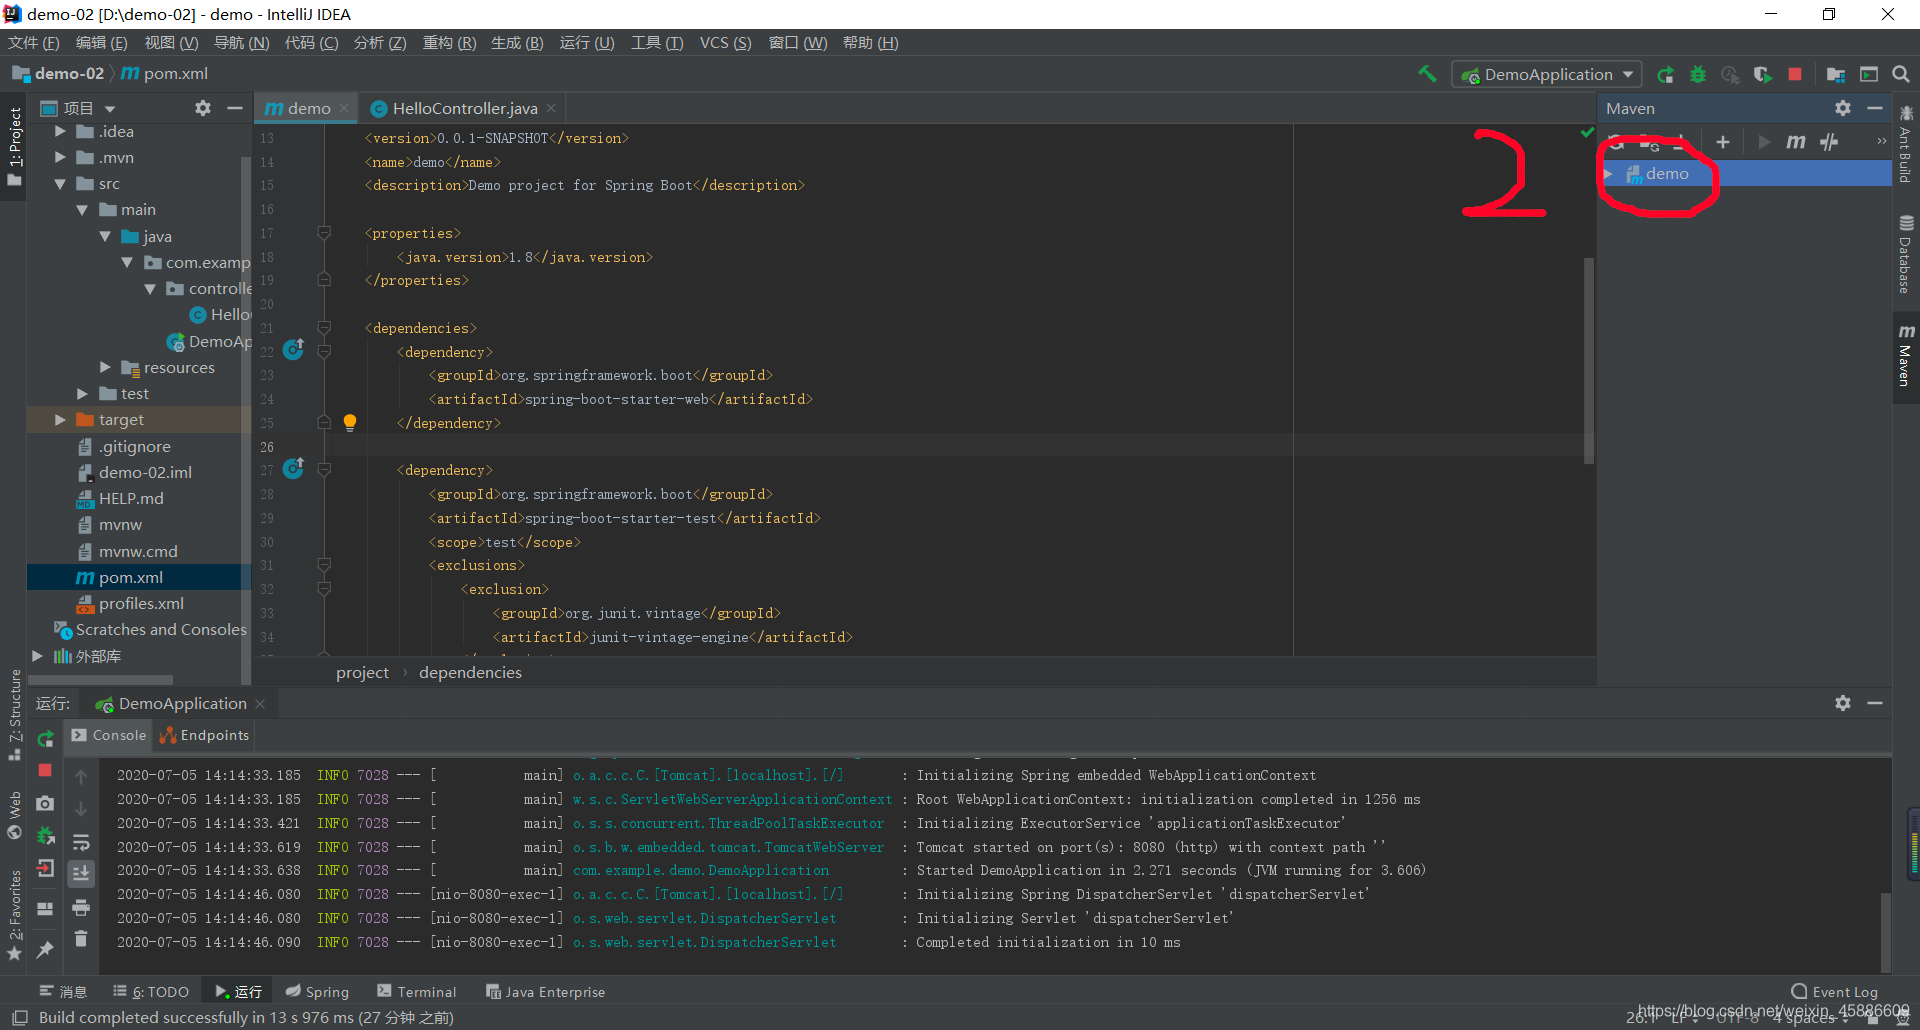 demo-02 [D:\demo-02] - demo - IntelliJ IDEA
文件 (F) 编辑 (E) 视图 (V) 导航 (N) 代码 (C) 分析 (Z) 重构 (R) 生成 (B) 运行 (U) 工具 (T) VCS (S) 窗口 (W) 帮助 (H)
demo-02 m pom.xml
DemoApplication
1: Project
项目
.idea
.mvn
src
main
java
com.examp
controlle
Hello
DemoAp
resources
test
target
.gitignore
demo-02.iml
HELP.md
mvnw
mvnw.cmd
pom.xml
profiles.xml
Scratches and Consoles
外部库
demo
HelloController.java
13 <version>0.0.1-SNAPSHOT</version>
14 <name>demo</name>
15 <description>Demo project for Spring Boot</description>
16
17 <properties>
18 <java.version>1.8</java.version>
19 </properties>
20
21 <dependencies>
22 <dependency>
23 <groupId>org.springframework.boot</groupId>
24 <artifactId>spring-boot-starter-web</artifactId>
25 </dependency>
26
27 <dependency>
28 <groupId>org.springframework.boot</groupId>
29 <artifactId>spring-boot-starter-test</artifactId>
30 <scope>test</scope>
31 <exclusions>
32 <exclusion>
33 <groupId>org.junit.vintage</groupId>
34 <artifactId>junit-vintage-engine</artifactId>
project › dependencies
2
Maven
demo
Ant Build
Database
Maven
Z: Structure
Web
2: Favorites
运行: DemoApplication
Console Endpoints
2020-07-05 14:14:33.185 INFO 7028 --- [ main] o.a.c.c.C.[Tomcat].[localhost].[/] : Initializing Spring embedded WebApplicationContext
2020-07-05 14:14:33.185 INFO 7028 --- [ main] w.s.c.ServletWebServerApplicationContext : Root WebApplicationContext: initialization completed in 1256 ms
2020-07-05 14:14:33.421 INFO 7028 --- [ main] o.s.s.concurrent.ThreadPoolTaskExecutor : Initializing ExecutorService 'applicationTaskExecutor'
2020-07-05 14:14:33.619 INFO 7028 --- [ main] o.s.b.w.embedded.tomcat.TomcatWebServer : Tomcat started on port(s): 8080 (http) with context path ''
2020-07-05 14:14:33.638 INFO 7028 --- [ main] com.example.demo.DemoApplication : Started DemoApplication in 2.271 seconds (JVM running for 3.606)
2020-07-05 14:14:46.080 INFO 7028 --- [nio-8080-exec-1] o.a.c.c.C.[Tomcat].[localhost].[/] : Initializing Spring DispatcherServlet 'dispatcherServlet'
2020-07-05 14:14:46.080 INFO 7028 --- [nio-8080-exec-1] o.s.web.servlet.DispatcherServlet : Initializing Servlet 'dispatcherServlet'
2020-07-05 14:14:46.090 INFO 7028 --- [nio-8080-exec-1] o.s.web.servlet.DispatcherServlet : Completed initialization in 10 ms
消息 6: TODO 运行 Spring Terminal Java Enterprise Event Log
Build completed successfully in 13 s 976 ms (27 分钟 之前)
26:1 LF UTF-8 4 spaces
https://blog.csdn.net/weixin_45886609